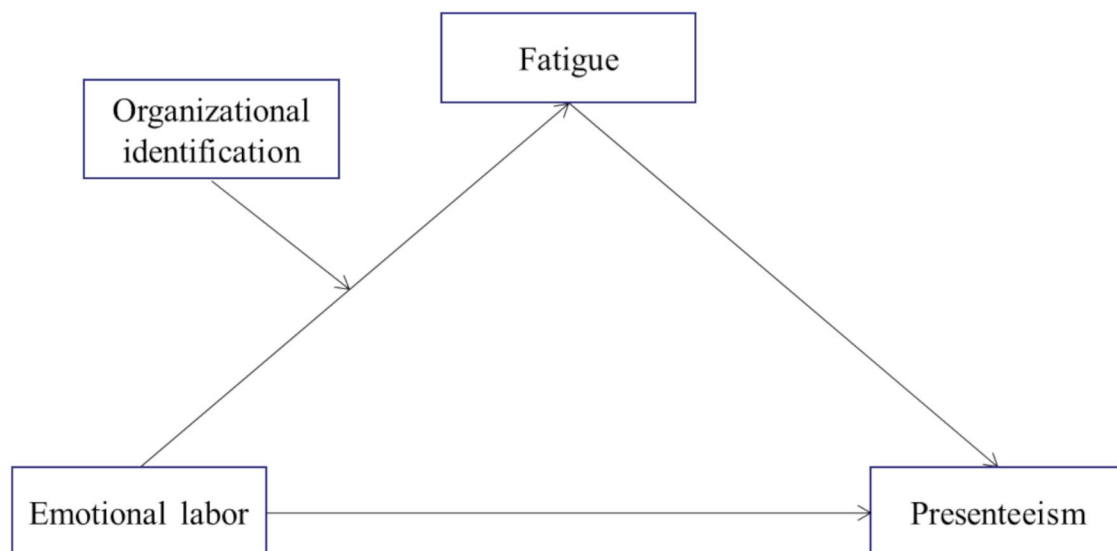 Fatigue
Organizational
identification
Emotional labor
Presenteeism